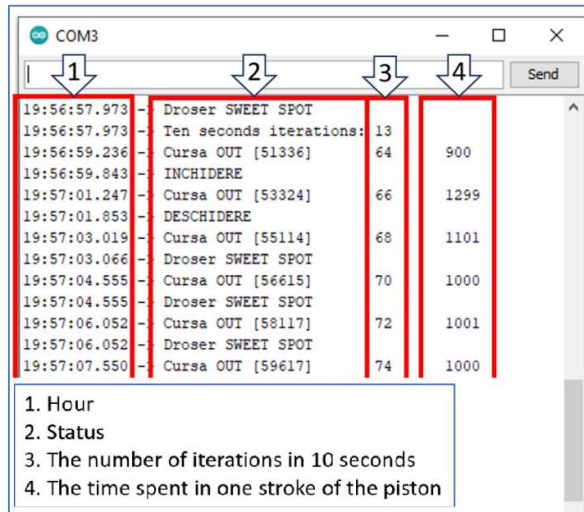 COM3
1 2 3 4
Send
19:56:57.973 -> Droser SWEET SPOT
19:56:57.973 -> Ten seconds iterations: 13
19:56:59.236 -> Cursa OUT [51336] 64 900
19:56:59.843 -> INCHIDERE
19:57:01.247 -> Cursa OUT [53324] 66 1299
19:57:01.853 -> DESCHIDERE
19:57:03.019 -> Cursa OUT [55114] 68 1101
19:57:03.066 -> Droser SWEET SPOT
19:57:04.555 -> Cursa OUT [56615] 70 1000
19:57:04.555 -> Droser SWEET SPOT
19:57:06.052 -> Cursa OUT [58117] 72 1001
19:57:06.052 -> Droser SWEET SPOT
19:57:07.550 -> Cursa OUT [59617] 74 1000
1. Hour
2. Status
3. The number of iterations in 10 seconds
4. The time spent in one stroke of the piston